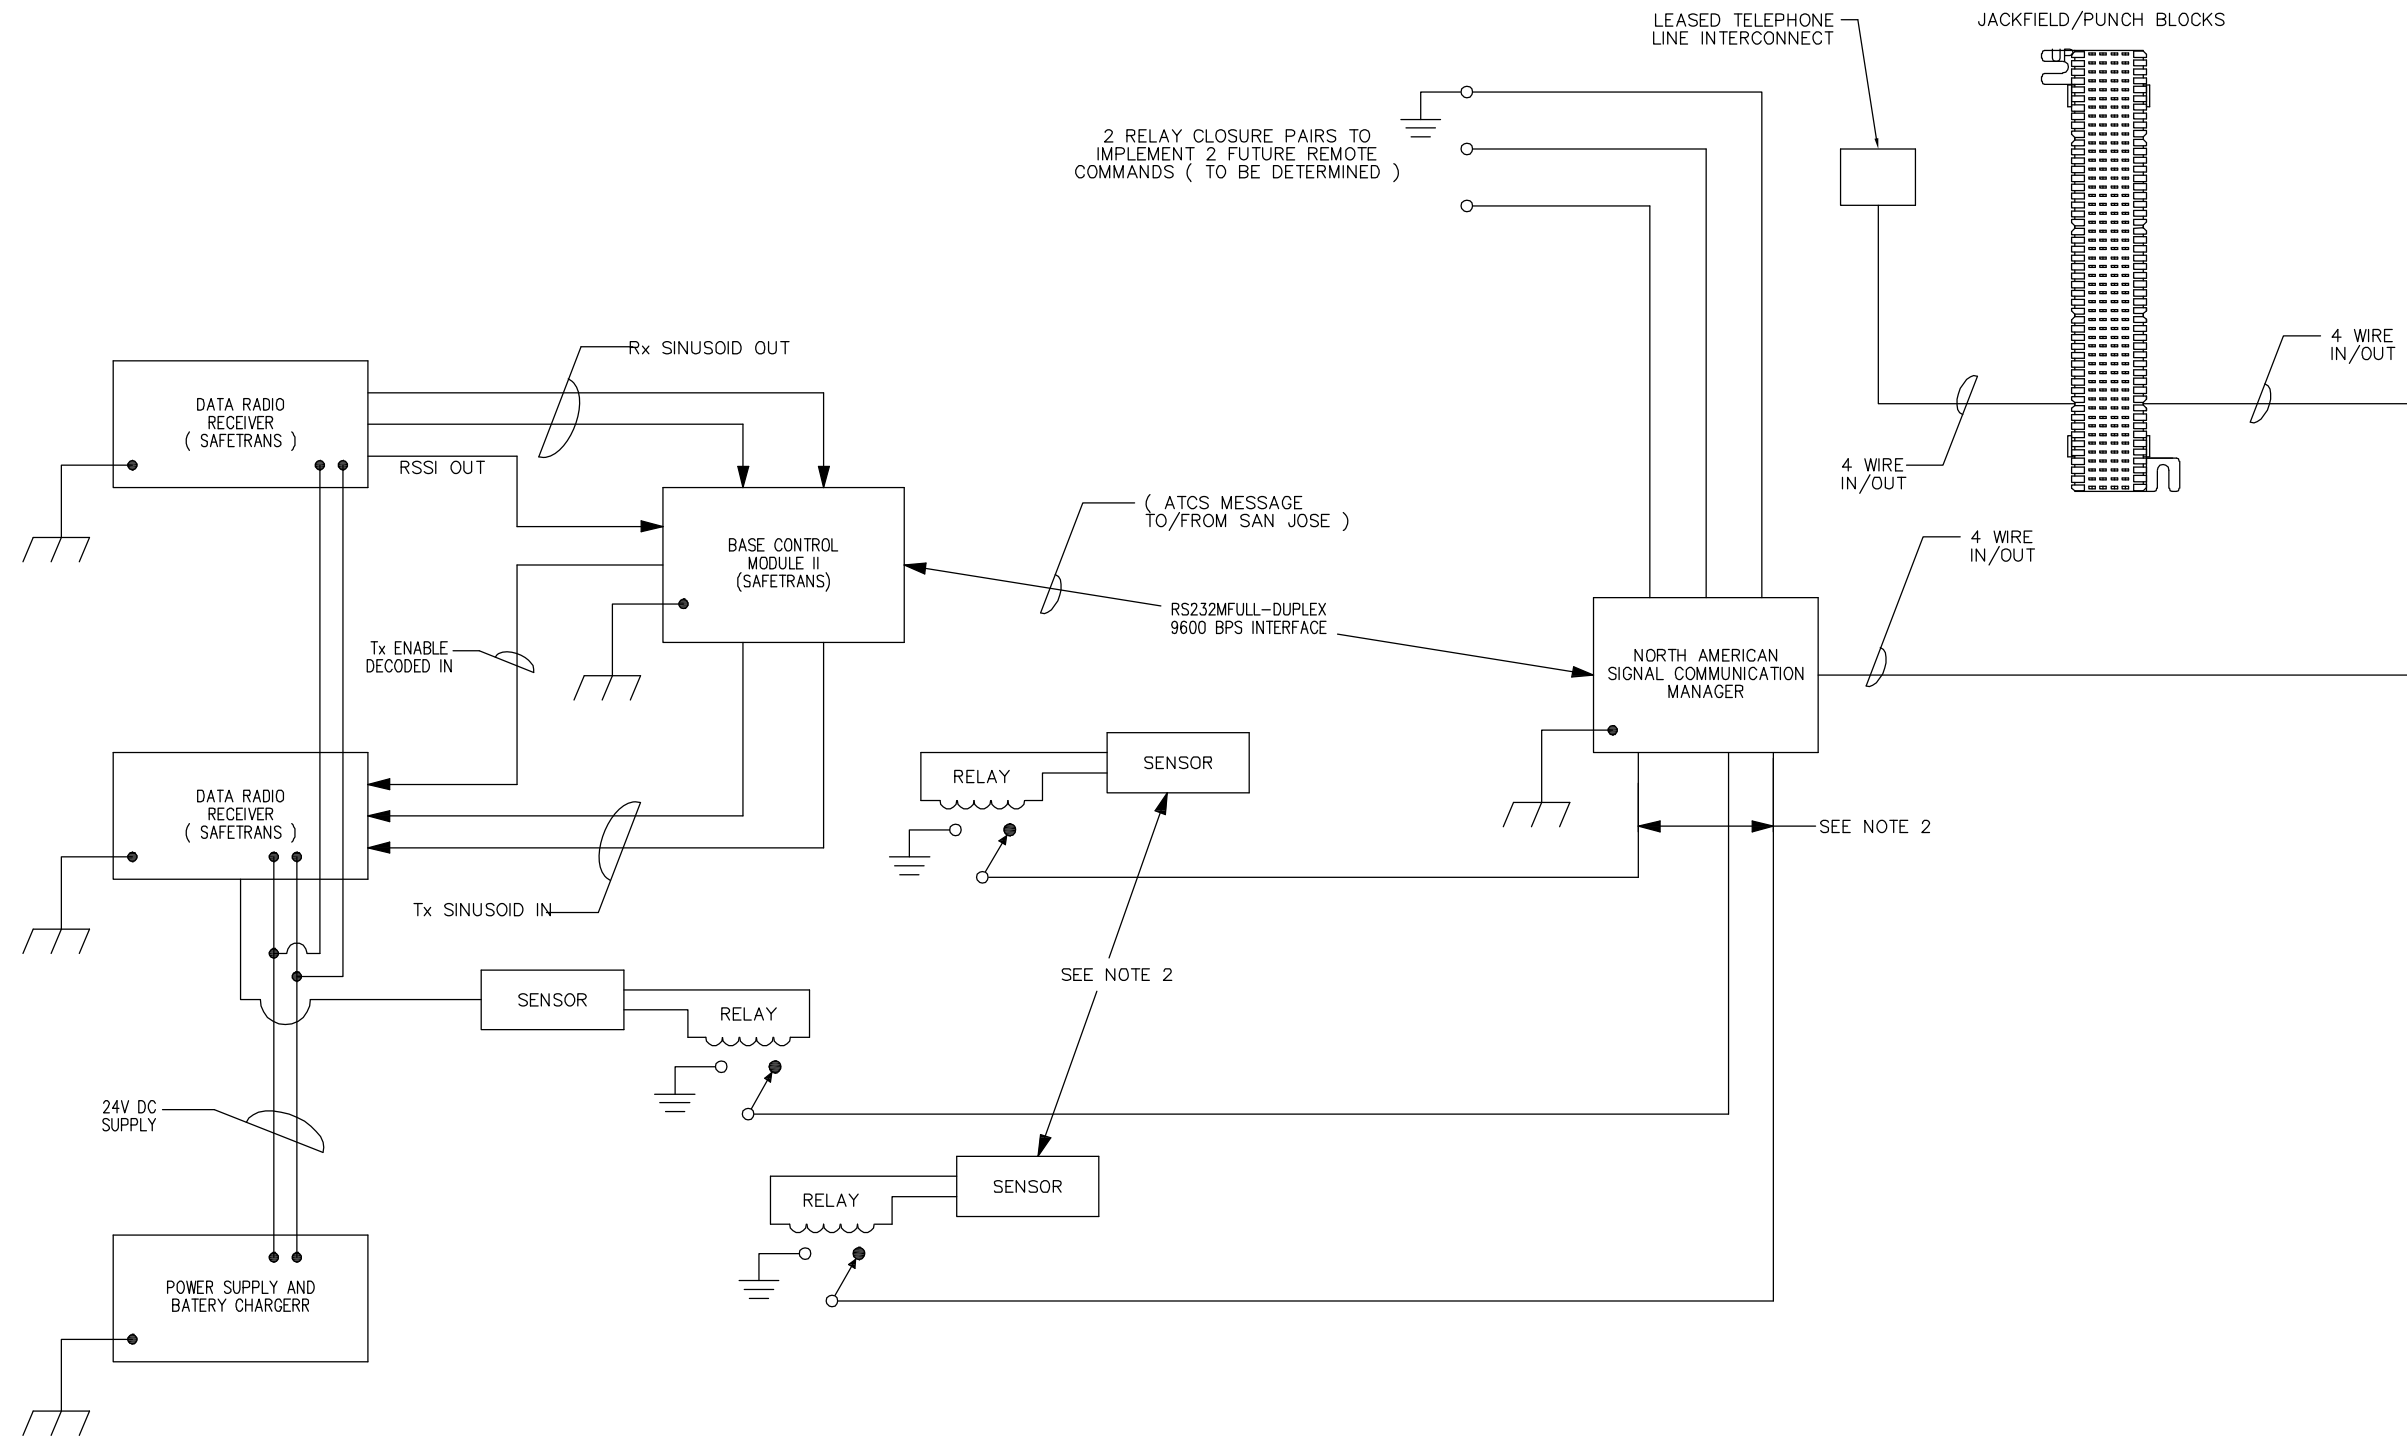 LEASED TELEPHONE
LINE INTERCONNECT
JACKFIELD/PUNCH BLOCKS
2 RELAY CLOSURE PAIRS TO
IMPLEMENT 2 FUTURE REMOTE
COMMANDS ( TO BE DETERMINED )
4 WIRE
IN/OUT
Rx SINUSOID OUT
DATA RADIO
RECEIVER
( SAFETRANS )
RSSI OUT
4 WIRE
IN/OUT
( ATCS MESSAGE
TO/FROM SAN JOSE )
4 WIRE
IN/OUT
BASE CONTROL
MODULE II
(SAFETRANS)
RS232MFULL-DUPLEX
9600 BPS INTERFACE
Tx ENABLE
DECODED IN
NORTH AMERICAN
SIGNAL COMMUNICATION
MANAGER
SENSOR
RELAY
DATA RADIO
RECEIVER
( SAFETRANS )
SEE NOTE 2
Tx SINUSOID IN
SEE NOTE 2
SENSOR
RELAY
24V DC
SUPPLY
SENSOR
RELAY
POWER SUPPLY AND
BATERY CHARGERR